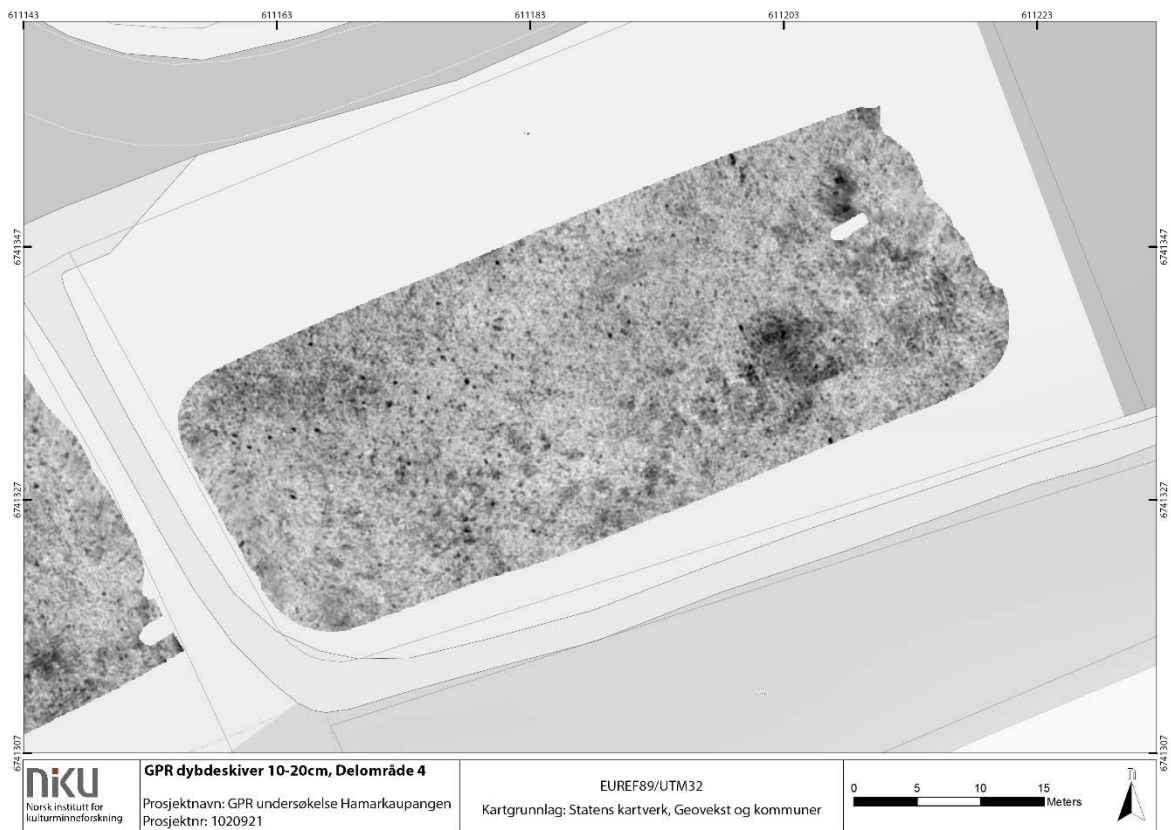 611143 611163 611183 611203 611223
6741347 6741347
6741327 6741327
6741307 6741307
niku
Norsk institutt for
kulturminneforskning
GPR dybdeskiver 10-20cm, Delområde 4
Prosjektnavn: GPR undersøkelse Hamarkaupangen
Prosjektnr: 1020921
EUREF89/UTM32
Kartgrunnlag: Statens kartverk, Geovekst og kommuner
0 5 10 15
Meters